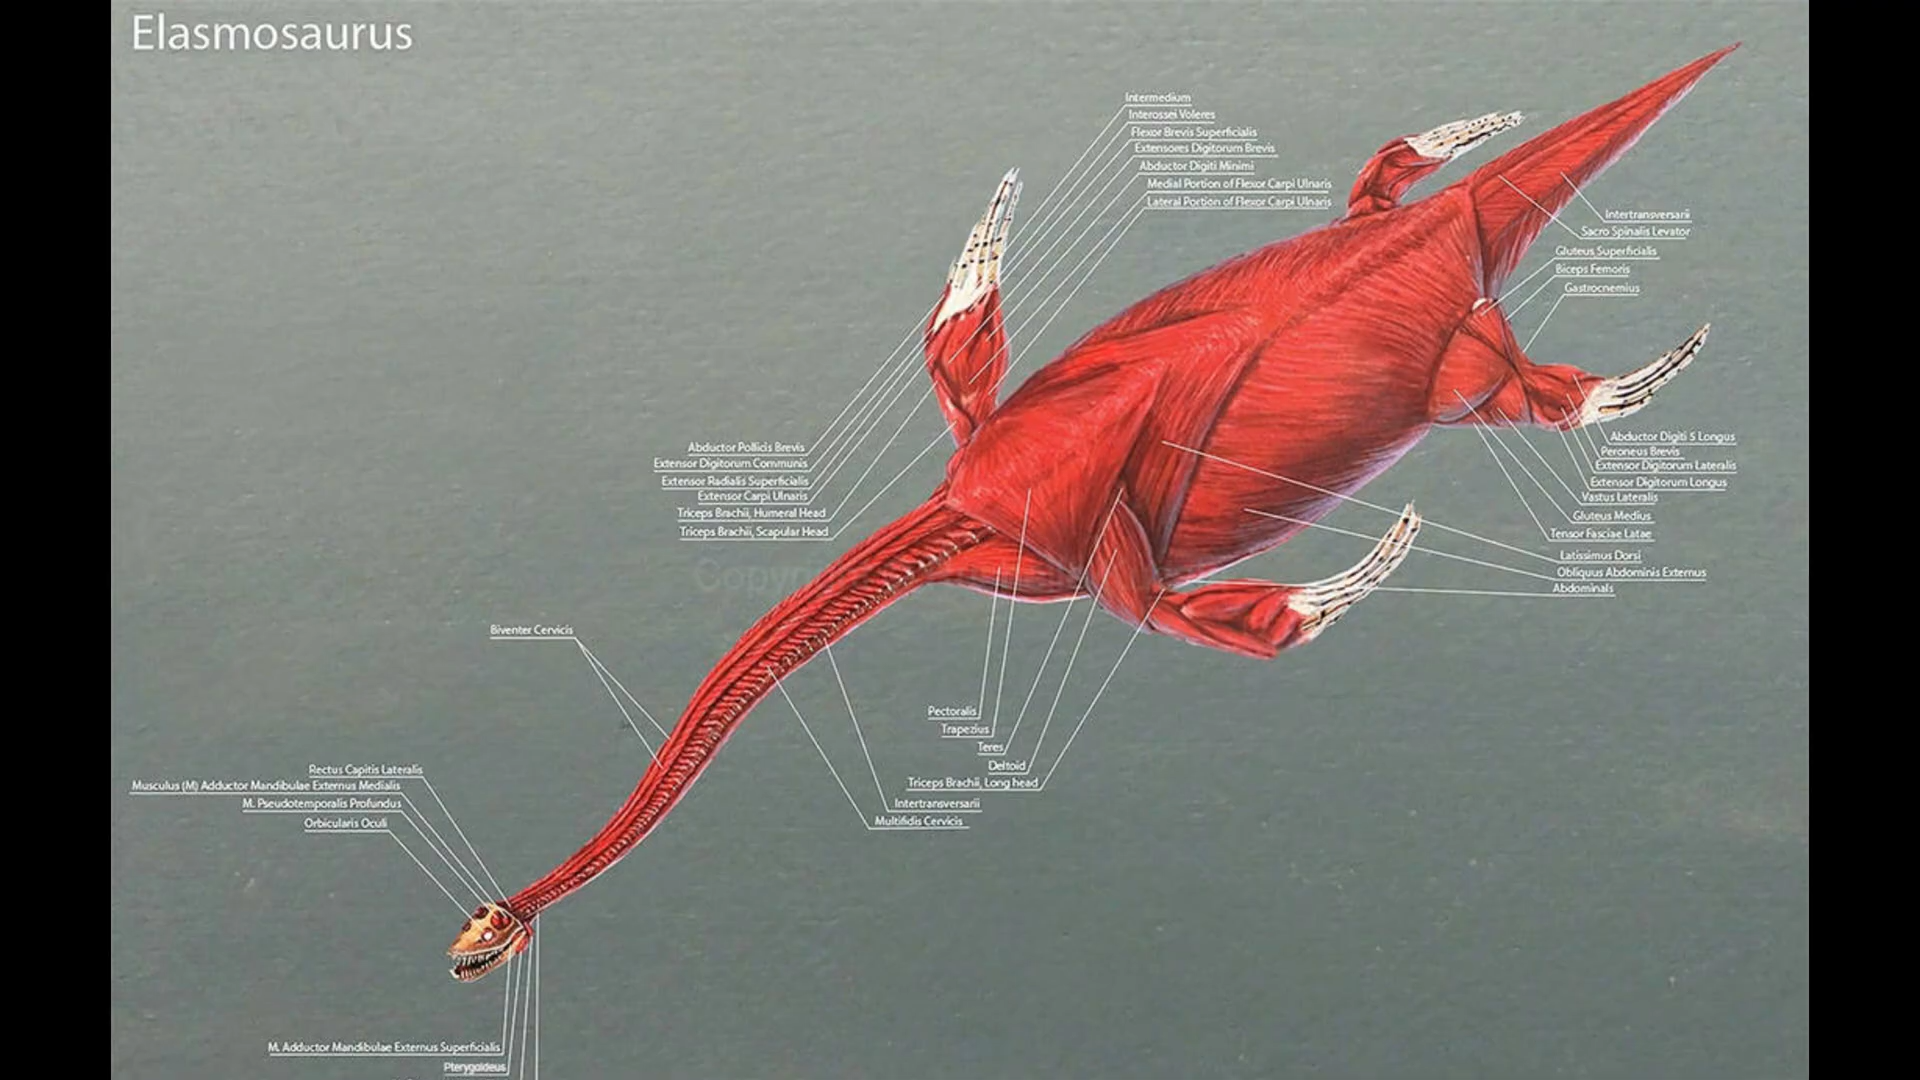 Elasmosaurus
Intermedium
Interossei Voleres
Flexor Brevis Superficialis
Extensores Digitorum Brevis
Abductor Digiti Minimi
Medial Portion of Flexor Carpi Ulnaris
Lateral Portion of Flexor Carpi Ulnaris
Intertransversarii
Sacro Spinalis Levator
Gluteus Superficialis
Biceps Femoris
Gastrocnemius
Abductor Pollicis Brevis
Extensor Digitorum Communis
Extensor Radialis Superficialis
Extensor Carpi Ulnaris
Triceps Brachii, Humeral Head
Triceps Brachii, Scapular Head
Abductor Digiti S Longus
Peroneus Brevis
Extensor Digitorum Lateralis
Extensor Digitorum Longus
Vastus Lateralis
Gluteus Medius
Tensor Fasciae Latae
Latissimus Dorsi
Obliquus Abdominis Externus
Abdominals
Biventer Cervicis
Pectoralis
Trapezius
Teres
Deltoid
Triceps Brachii, Long head
Intertransversarii
Multifidis Cervicis
Rectus Capitis Lateralis
Musculus (M) Adductor Mandibulae Externus Medialis
M. Pseudotemporalis Profundus
Orbicularis Oculi
M. Adductor Mandibulae Externus Superficialis
Pterygoideus